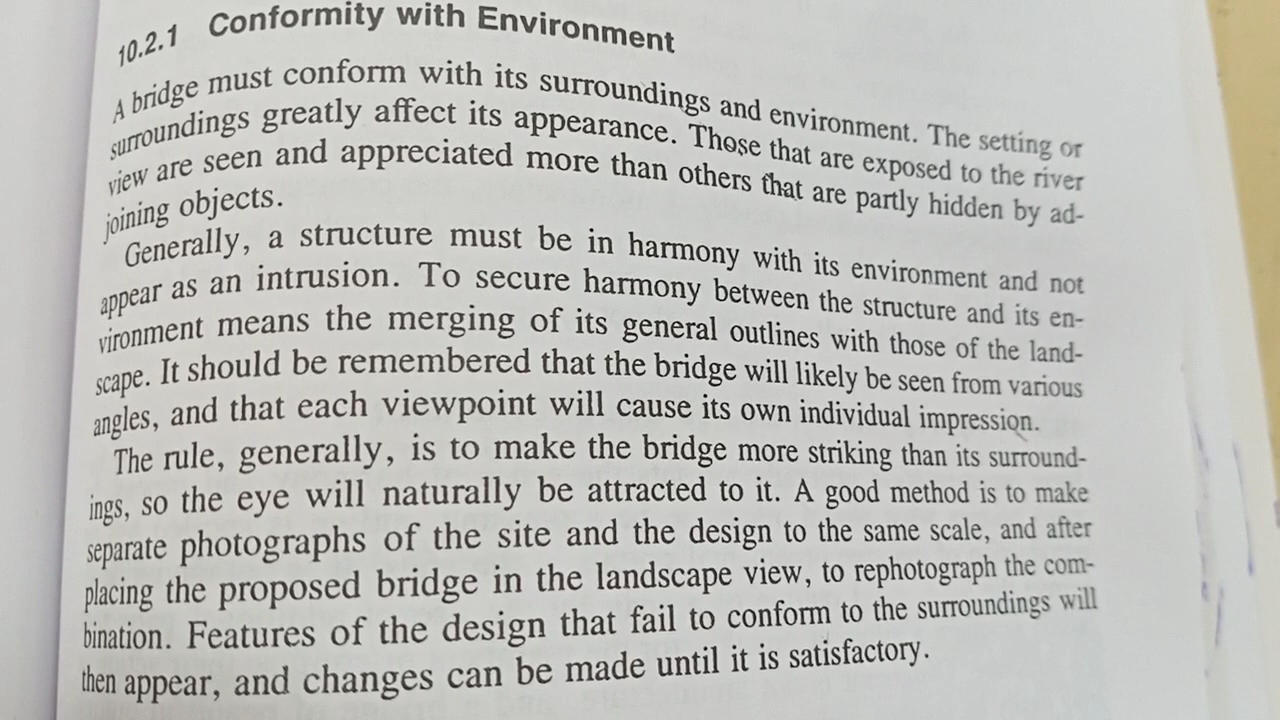 10.2.1 Conformity with Environment
A bridge must conform with its surroundings and environment. The setting or
surroundings greatly affect its appearance. Those that are exposed to the river
view are seen and appreciated more than others that are partly hidden by ad-
joining objects.
Generally, a structure must be in harmony with its environment and not
appear as an intrusion. To secure harmony between the structure and its en-
vironment means the merging of its general outlines with those of the land-
scape. It should be remembered that the bridge will likely be seen from various
angles, and that each viewpoint will cause its own individual impression.
The rule, generally, is to make the bridge more striking than its surround-
ings, so the eye will naturally be attracted to it. A good method is to make
separate photographs of the site and the design to the same scale, and after
placing the proposed bridge in the landscape view, to rephotograph the com-
bination. Features of the design that fail to conform to the surroundings will
then appear, and changes can be made until it is satisfactory.